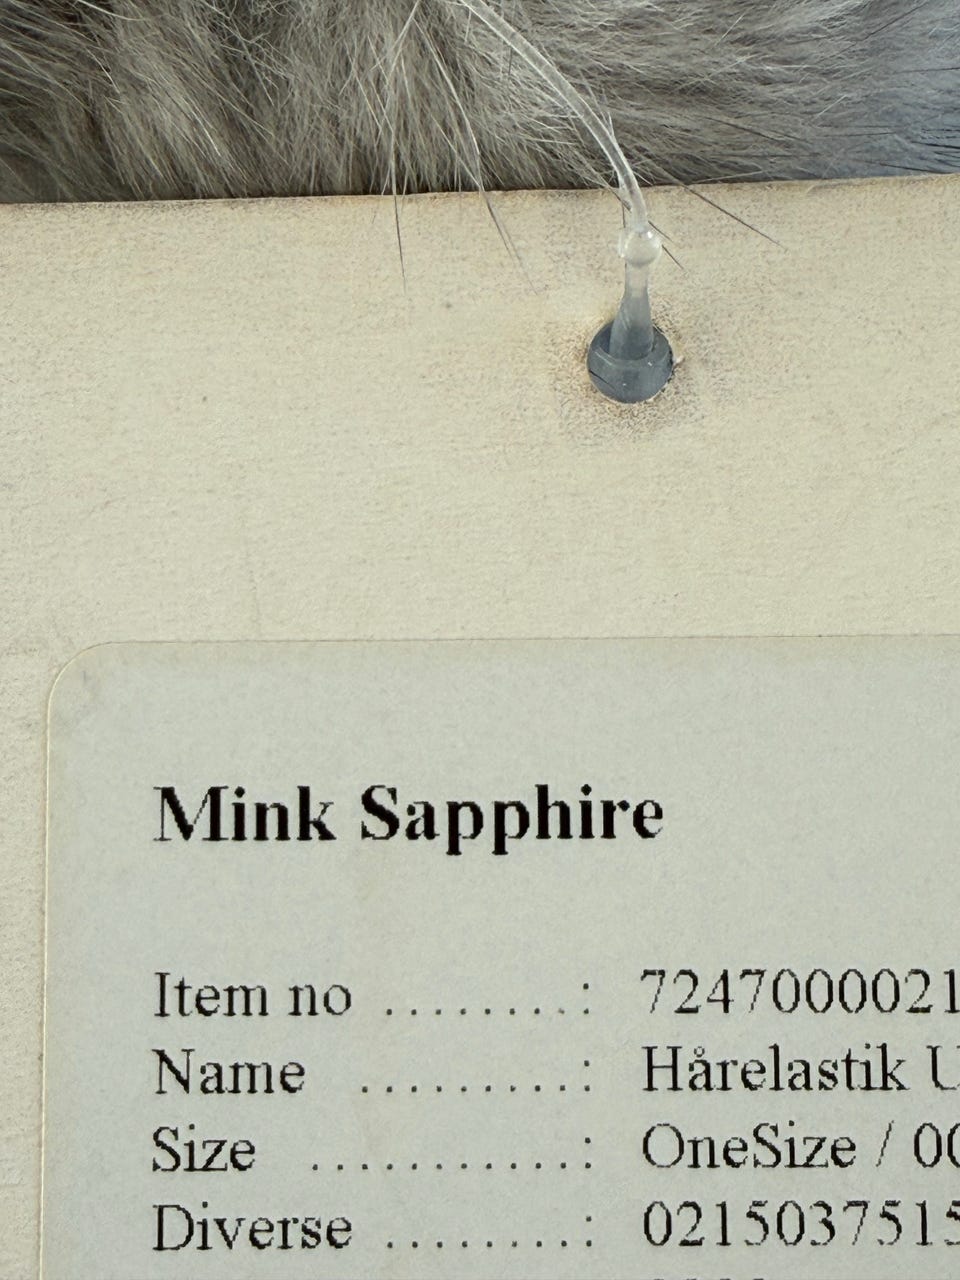 Mink Sapphire
Item no ........: 7247000021
Name .........: Hårelastik
Size ............: OneSize /
Diverse ........: 0215037515